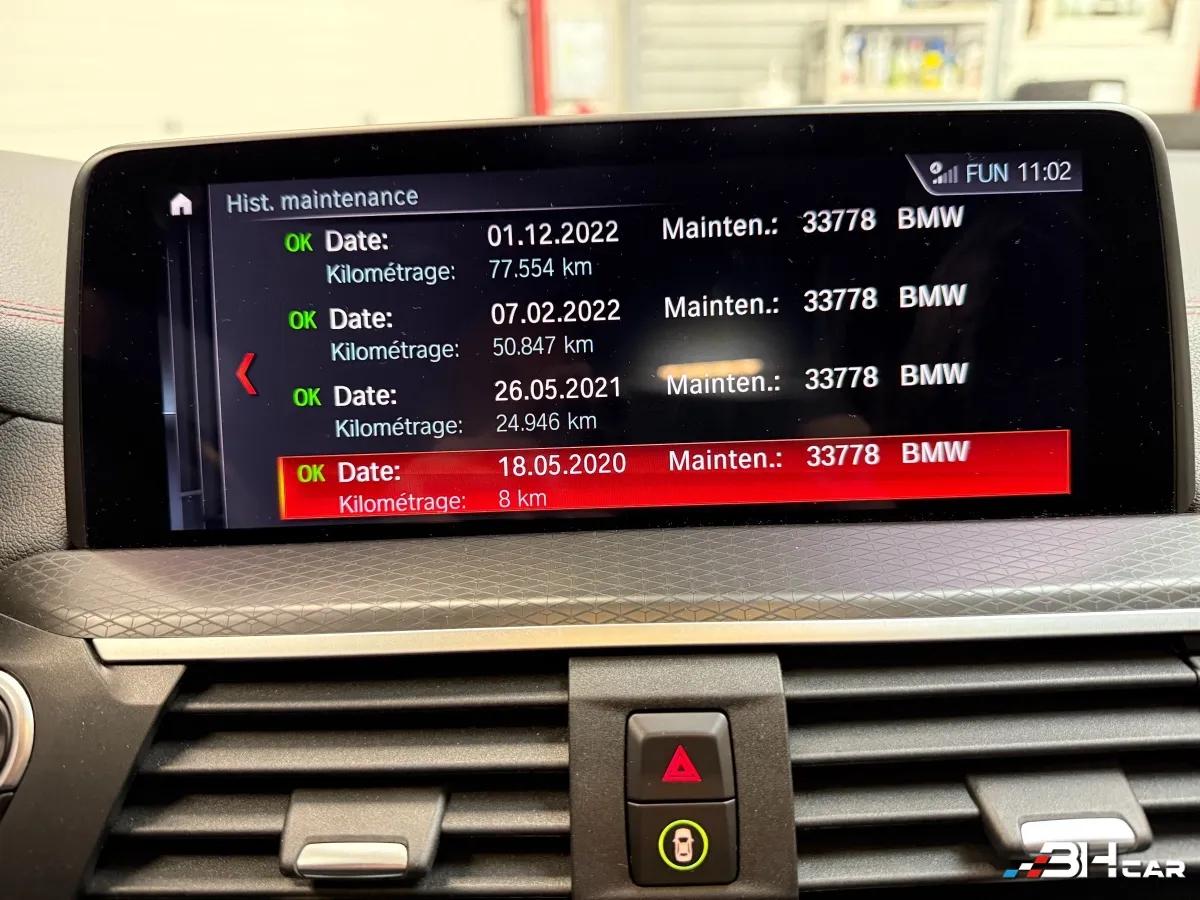 Hist. maintenance
FUN 11:02
OK Date: 01.12.2022 Mainten.: 33778 BMW
Kilométrage: 77.554 km
OK Date: 07.02.2022 Mainten.: 33778 BMW
Kilométrage: 50.847 km
OK Date: 26.05.2021 Mainten.: 33778 BMW
Kilométrage: 24.946 km
OK Date: 18.05.2020 Mainten.: 33778 BMW
Kilométrage: 8 km
BHCAR